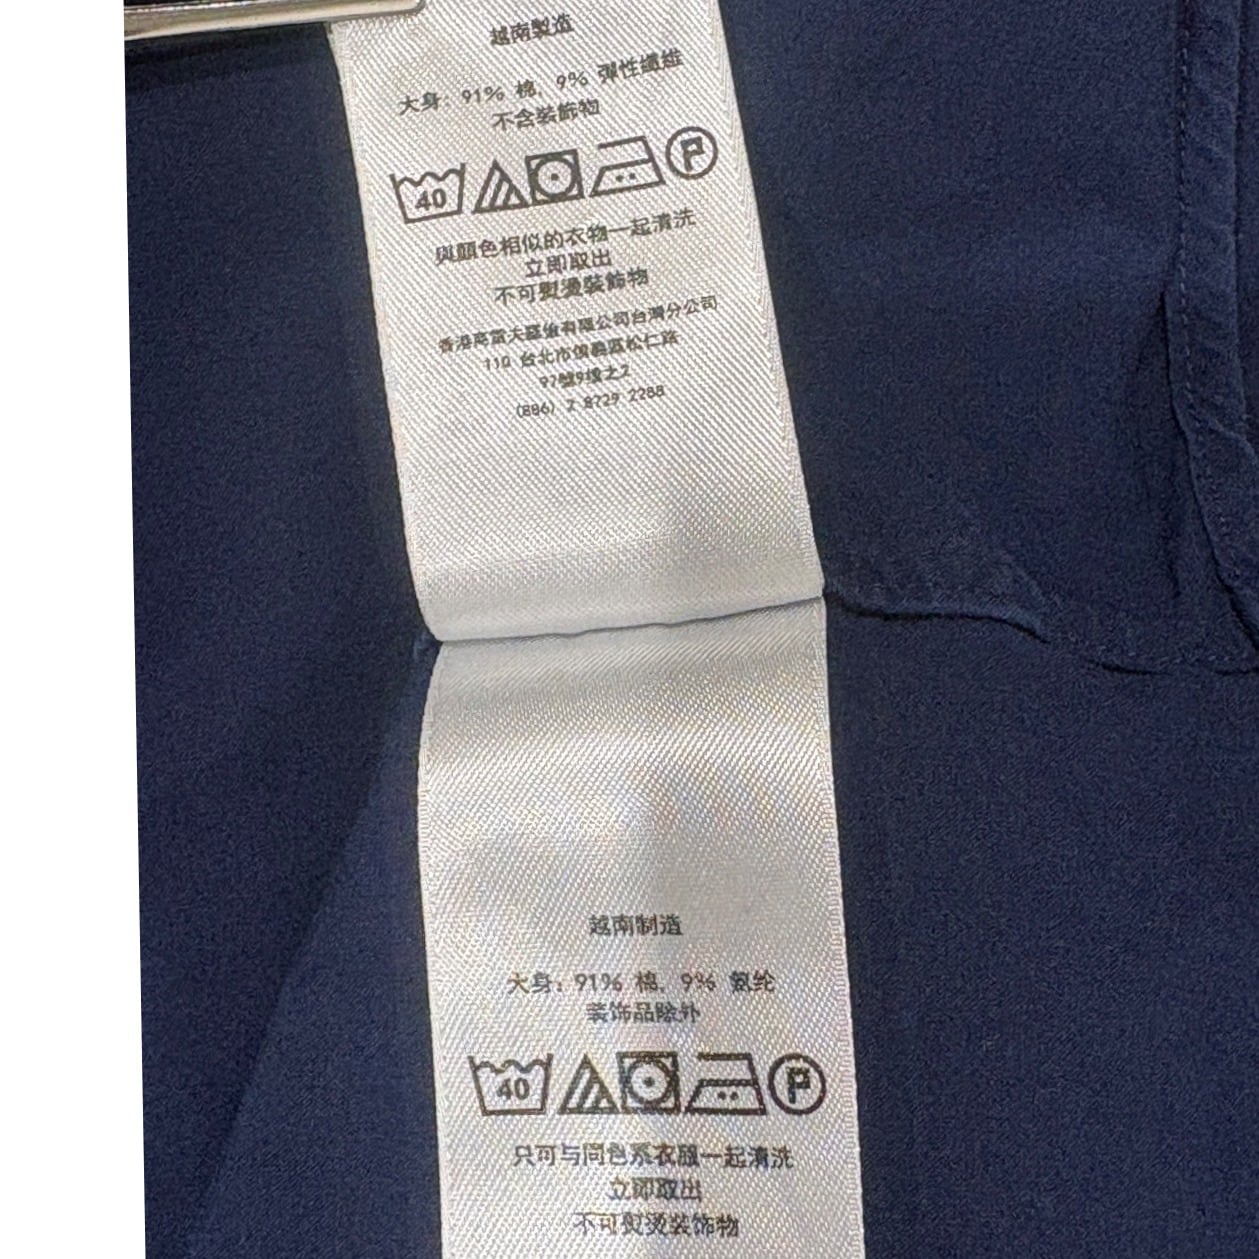 越南製造
大身：91% 棉, 9% 彈性纖維
不含裝飾物
40
P
與顏色相似的衣物一起清洗
立即取出
不可熨燙裝飾物
香港商雷夫羅倫有限公司台灣分公司
110 台北市信義區松仁路
97號9樓之2
(886) 2 8729 2288
越南制造
大身：91% 棉, 9% 氨纶
装饰品除外
40
P
只可与同色系衣服一起清洗
立即取出
不可熨烫装饰物